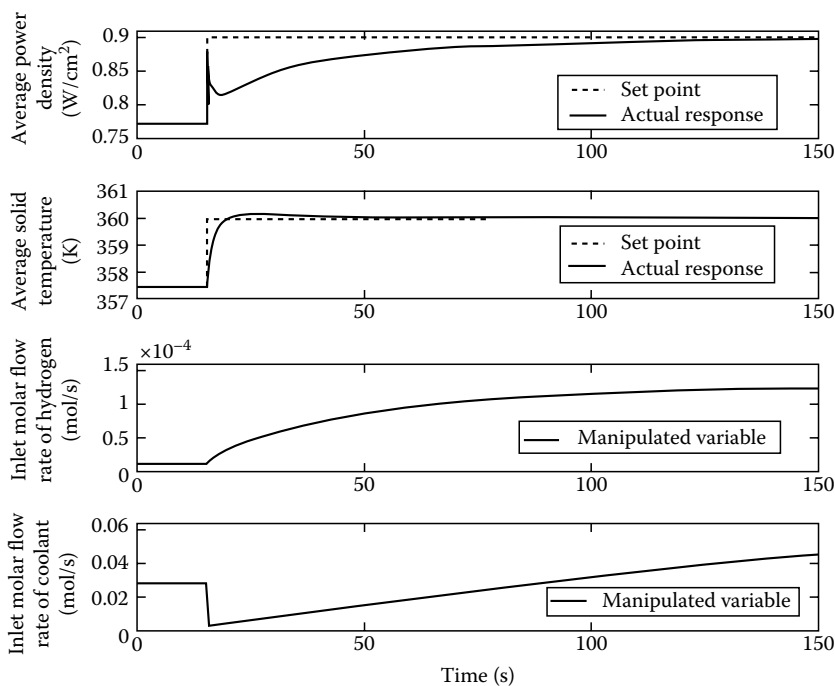 Average power
density
(W/cm²)
0.9
0.85
0.8
0.75
0
50
100
150
Set point
Actual response
Average solid
temperature
(K)
361
360
359
358
357
0
50
100
150
Set point
Actual response
Inlet molar flow
rate of hydrogen
(mol/s)
×10⁻⁴
1.5
1
0.5
0
0
50
100
150
Manipulated variable
Inlet molar flow
rate of coolant
(mol/s)
0.06
0.04
0.02
0
0
50
100
150
Manipulated variable
Time (s)